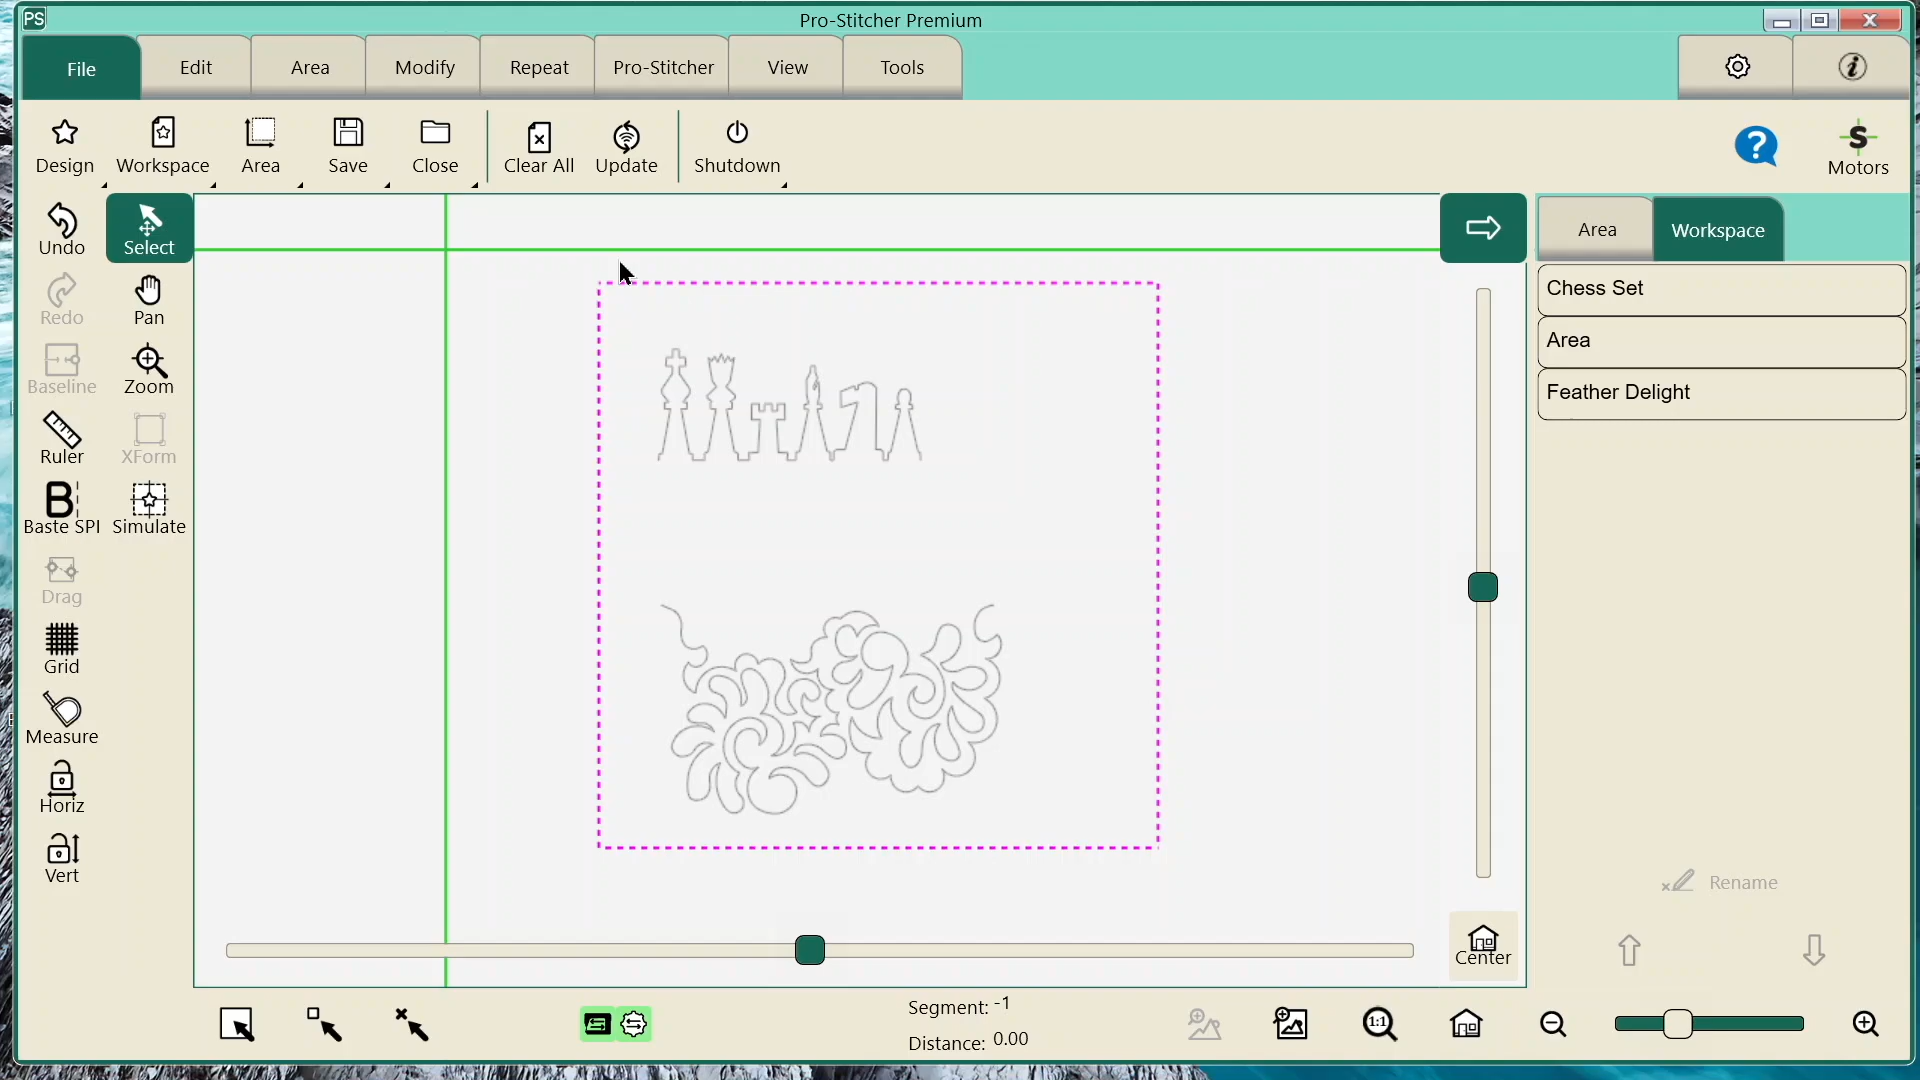 PS
Pro-Stitcher Premium
File
Edit
Area
Modify
Repeat
Pro-Stitcher
View
Tools
Design
Workspace
Area
Save
Close
Clear All
Update
Shutdown
S
Motors
Undo
Select
Redo
Pan
Baseline
Zoom
Ruler
XForm
B
Baste SPI
Simulate
Drag
Grid
Measure
Horiz
Vert
Area
Workspace
Chess Set
Area
Feather Delight
Rename
Center
Segment: -1
Distance: 0.00
1:1